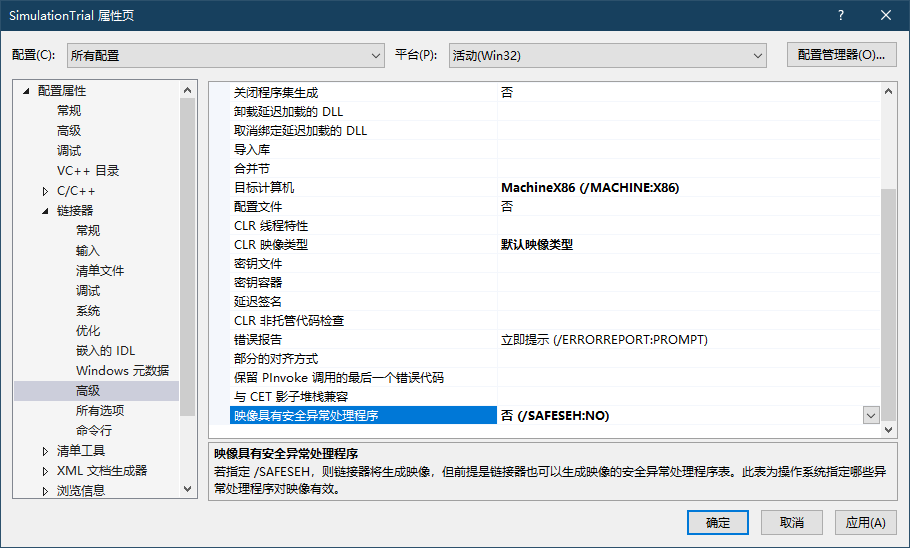 SimulationTrial 属性页
配置(C): 所有配置 平台(P): 活动(Win32) 配置管理器(O)...
配置属性
常规
高级
调试
VC++ 目录
C/C++
链接器
常规
输入
清单文件
调试
系统
优化
嵌入的 IDL
Windows 元数据
高级
所有选项
命令行
清单工具
XML 文档生成器
浏览信息
关闭程序集生成 否
卸载延迟加载的 DLL
取消绑定延迟加载的 DLL
导入库
合并节
目标计算机 MachineX86 (/MACHINE:X86)
配置文件 否
CLR 线程特性
CLR 映像类型 默认映像类型
密钥文件
密钥容器
延迟签名
CLR 非托管代码检查
错误报告 立即提示 (/ERRORREPORT:PROMPT)
部分的对齐方式
保留 PInvoke 调用的最后一个错误代码
与 CET 影子堆栈兼容
映像具有安全异常处理程序 否 (/SAFESEH:NO)
映像具有安全异常处理程序
若指定 /SAFESEH，则链接器将生成映像，但前提是链接器也可以生成映像的安全异常处理程序表。此表为操作系统指定哪些异
常处理程序对映像有效。
确定 取消 应用(A)